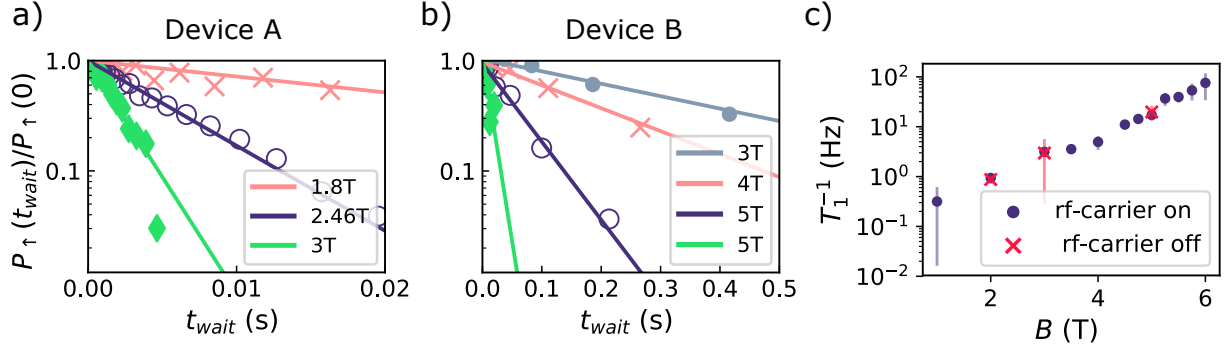 a)
Device A
P↑(t_wait)/P↑(0)
1.0
0.1
0.00
0.01
0.02
t_wait (s)
1.8T
2.46T
3T
b)
Device B
1.0
0.1
0.0
0.1
0.2
0.3
0.4
0.5
t_wait (s)
3T
4T
5T
5T
c)
T₁⁻¹ (Hz)
10²
10¹
10⁰
10⁻¹
10⁻²
2
4
6
B (T)
rf-carrier on
rf-carrier off